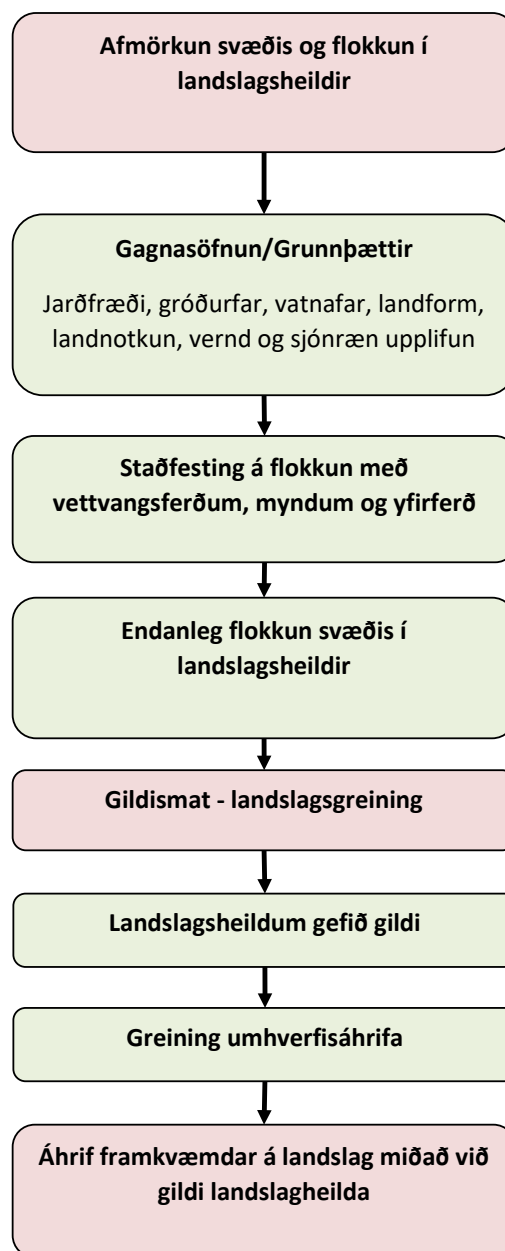 Afmörkun svæðis og flokkun í
landslagsheildir
Gagnasöfnun/Grunnþættir
Jarðfræði, gróðurfar, vatnafar, landform,
landnotkun, vernd og sjónræn upplifun
Staðfesting á flokkun með
vettvangsferðum, myndum og yfirferð
Endanleg flokkun svæðis í
landslagsheildir
Gildismat - landslagsgreining
Landslagsheildum gefið gildi
Greining umhverfisáhrifa
Áhrif framkvæmdar á landslag miðað við
gildi landslagheilda